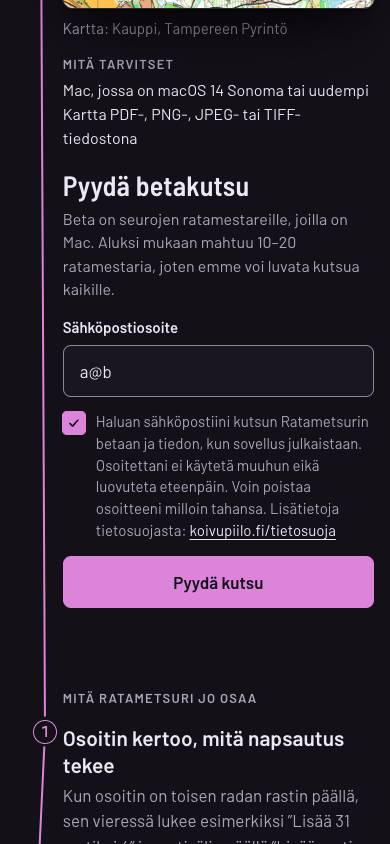 Kartta: Kauppi, Tampereen Pyrintö
MITÄ TARVITSET
Mac, jossa on macOS 14 Sonoma tai uudempi
Kartta PDF-, PNG-, JPEG- tai TIFF-
tiedostona
Pyydä betakutsu
Beta on seurojen ratamestareille, joilla on
Mac. Aluksi mukaan mahtuu 10–20
ratamestaria, joten emme voi luvata kutsua
kaikille.
Sähköpostiosoite
a@b
Haluan sähköpostiini kutsun Ratametsurin
betaan ja tiedon, kun sovellus julkaistaan.
Osoitettani ei käytetä muuhun eikä
luovuteta eteenpäin. Voin poistaa
osoitteeni milloin tahansa. Lisätietoja
tietosuojasta: koivupiilo.fi/tietosuoja
Pyydä kutsu
MITÄ RATAMETSURI JO OSAA
1
Osoitin kertoo, mitä napsautus
tekee
Kun osoitin on toisen radan rastin päällä,
sen vieressä lukee esimerkiksi ”Lisää 31